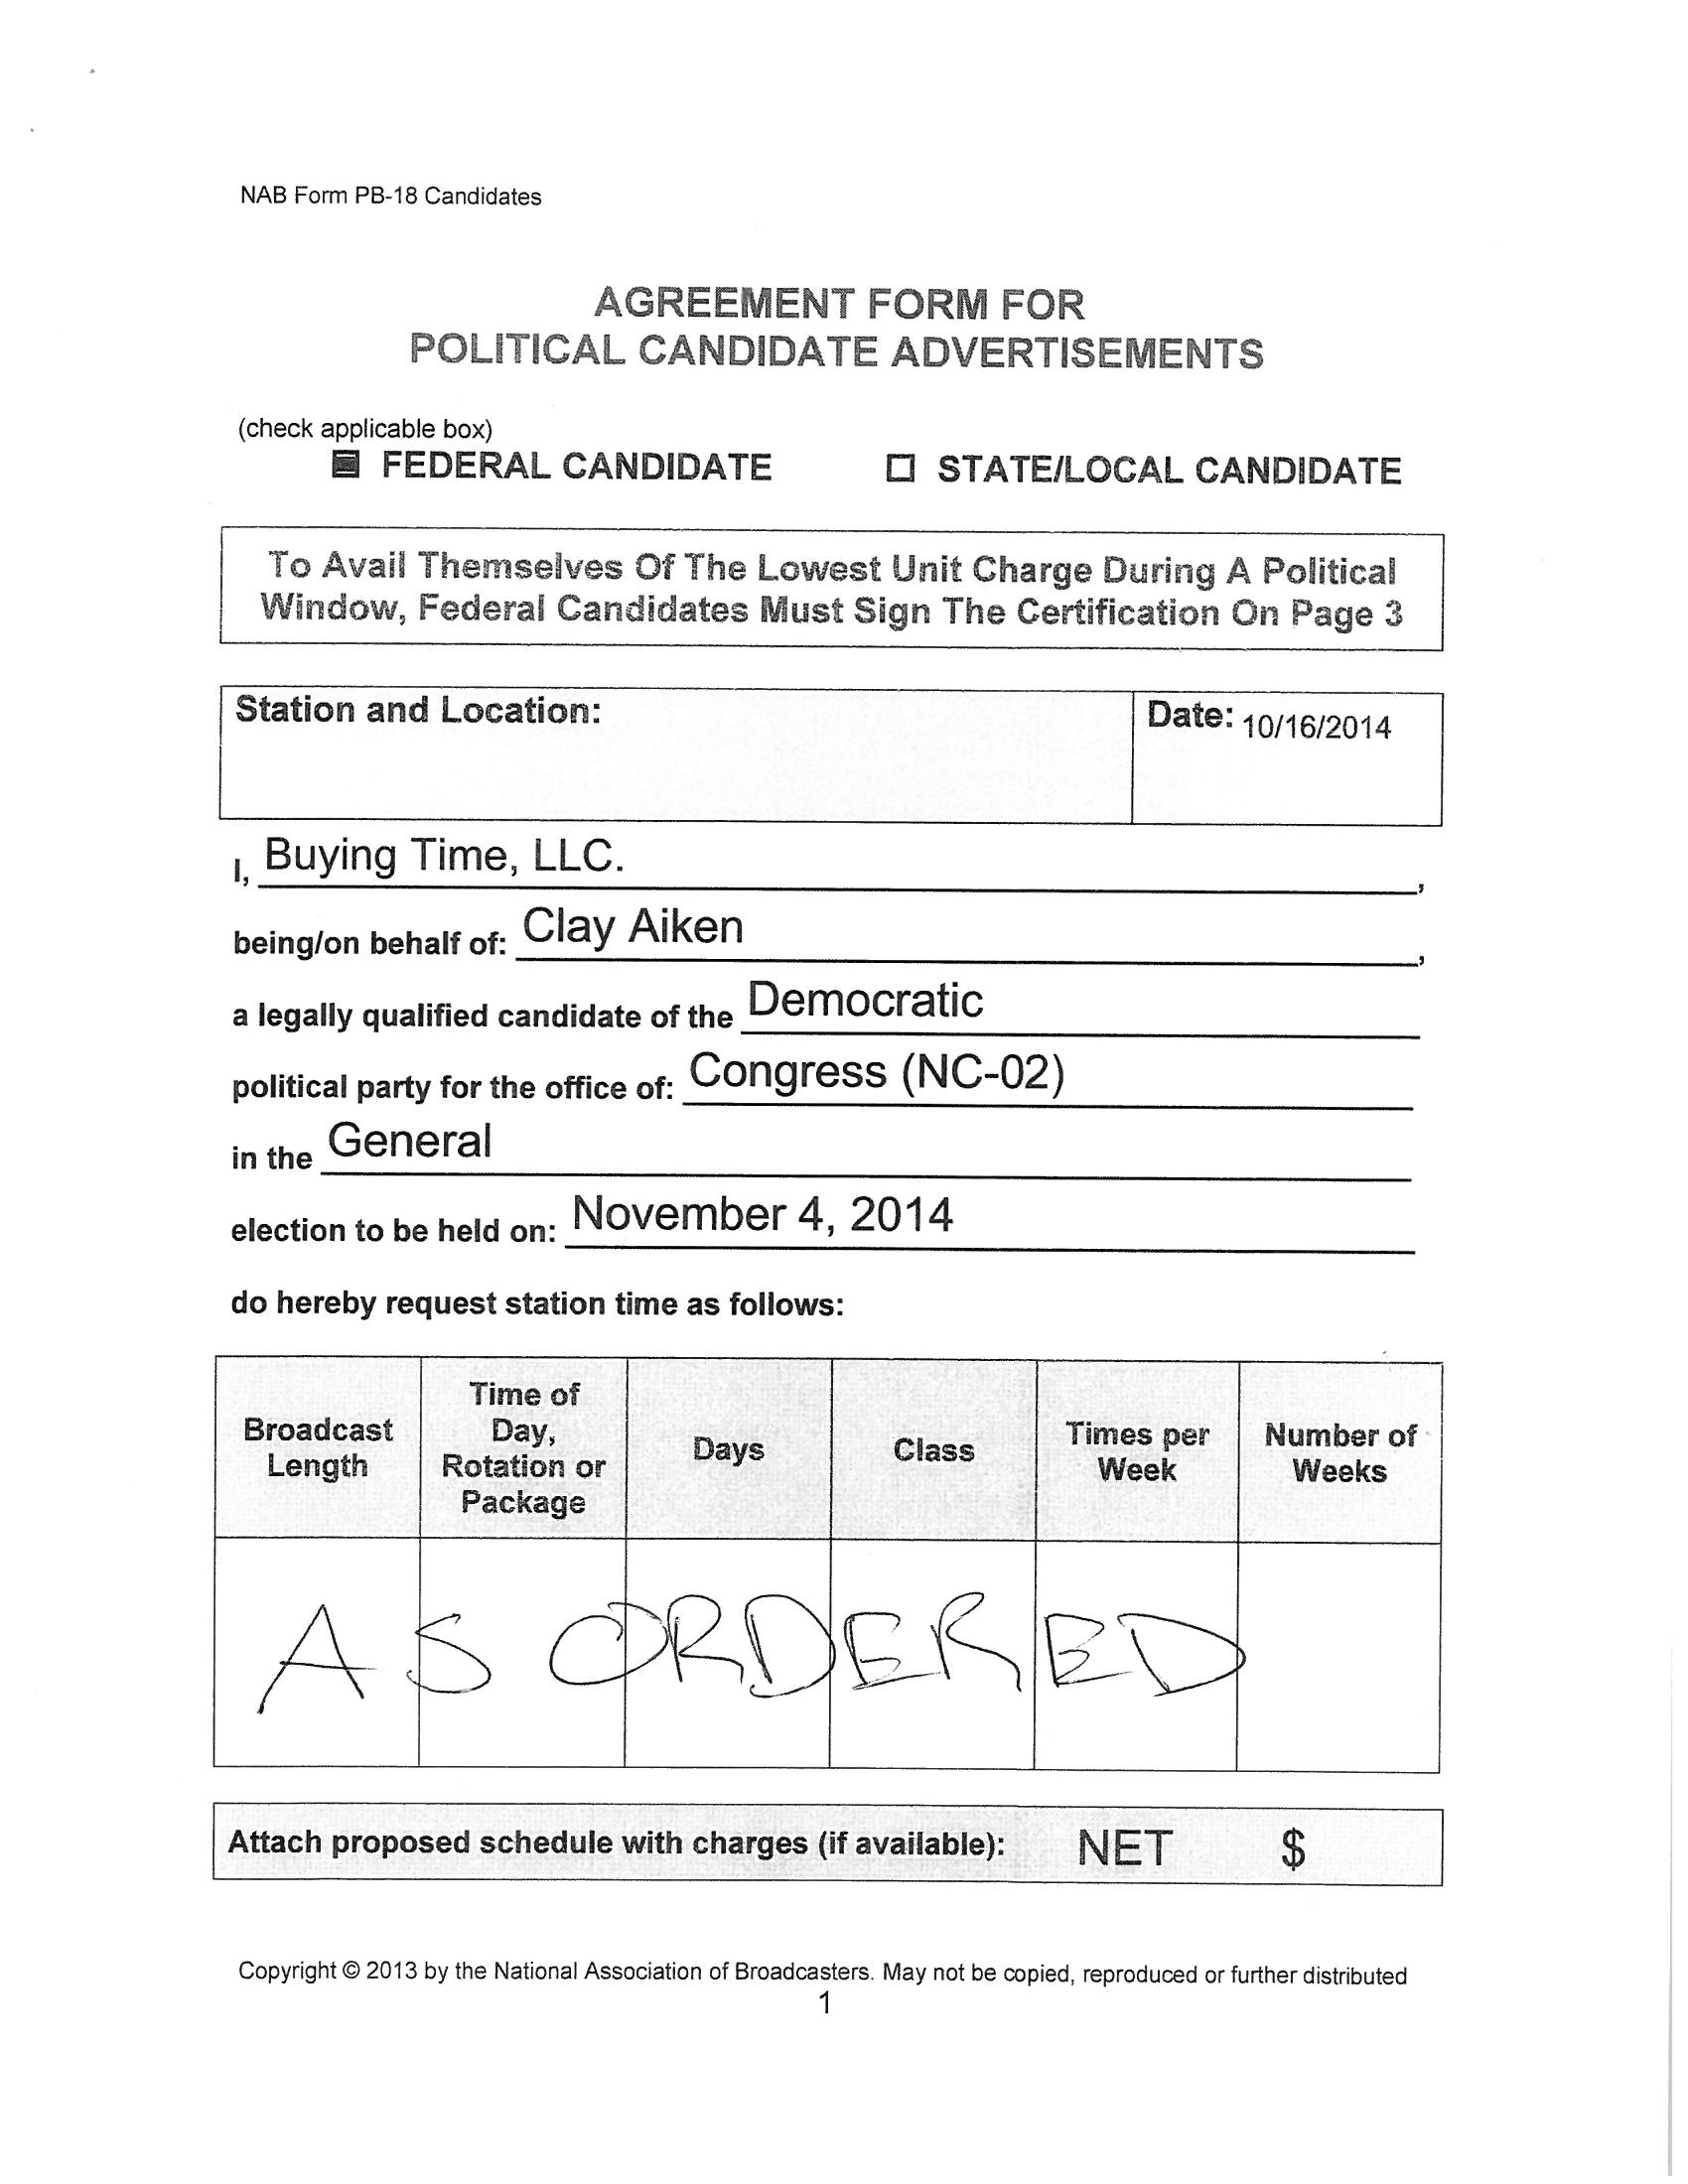 NAB Form PB-18 Candidates
AGREEMENT FORM FOR
POLITICAL CANDIDATE ADVERTISEMENTS
(check applicable box)
FEDERAL CANDIDATE ☐ STATE/LOCAL CANDIDATE
To Avail Themselves Of The Lowest Unit Charge During A Political
Window, Federal Candidates Must Sign The Certification On Page 3
Station and Location:
Date: 10/16/2014
I, Buying Time, LLC.,
being/on behalf of: Clay Aiken,
a legally qualified candidate of the Democratic
political party for the office of: Congress (NC-02)
in the General
election to be held on: November 4, 2014
do hereby request station time as follows:
Broadcast
Length
Time of
Day,
Rotation or
Package
Days
Class
Times per
Week
Number of
Weeks
AS ORDERED
Attach proposed schedule with charges (if available): NET $
Copyright © 2013 by the National Association of Broadcasters. May not be copied, reproduced or further distributed
1